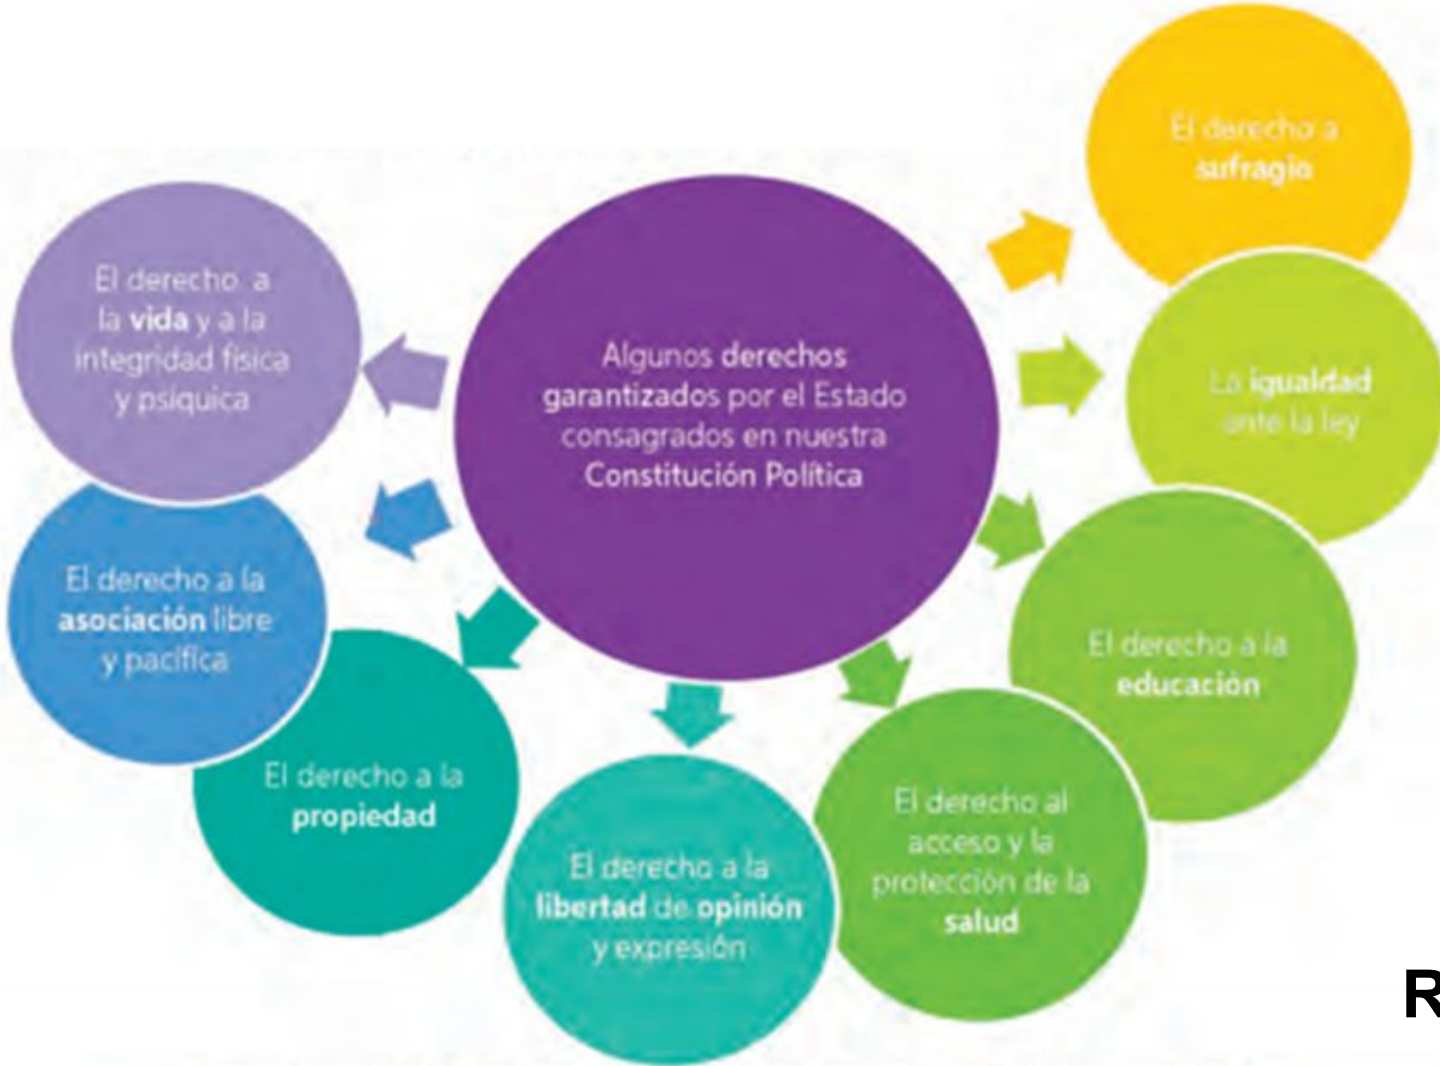 Algunos derechos
garantizados por el Estado
consagrados en nuestra
Constitución Política
El derecho a
la vida y a la
integridad física
y psíquica
El derecho a la
asociación libre
y pacífica
El derecho a la
propiedad
El derecho a la
libertad de opinión
y expresión
El derecho al
acceso y la
protección de la
salud
El derecho a la
educación
La igualdad
ante la ley
El derecho a
sufragio
R